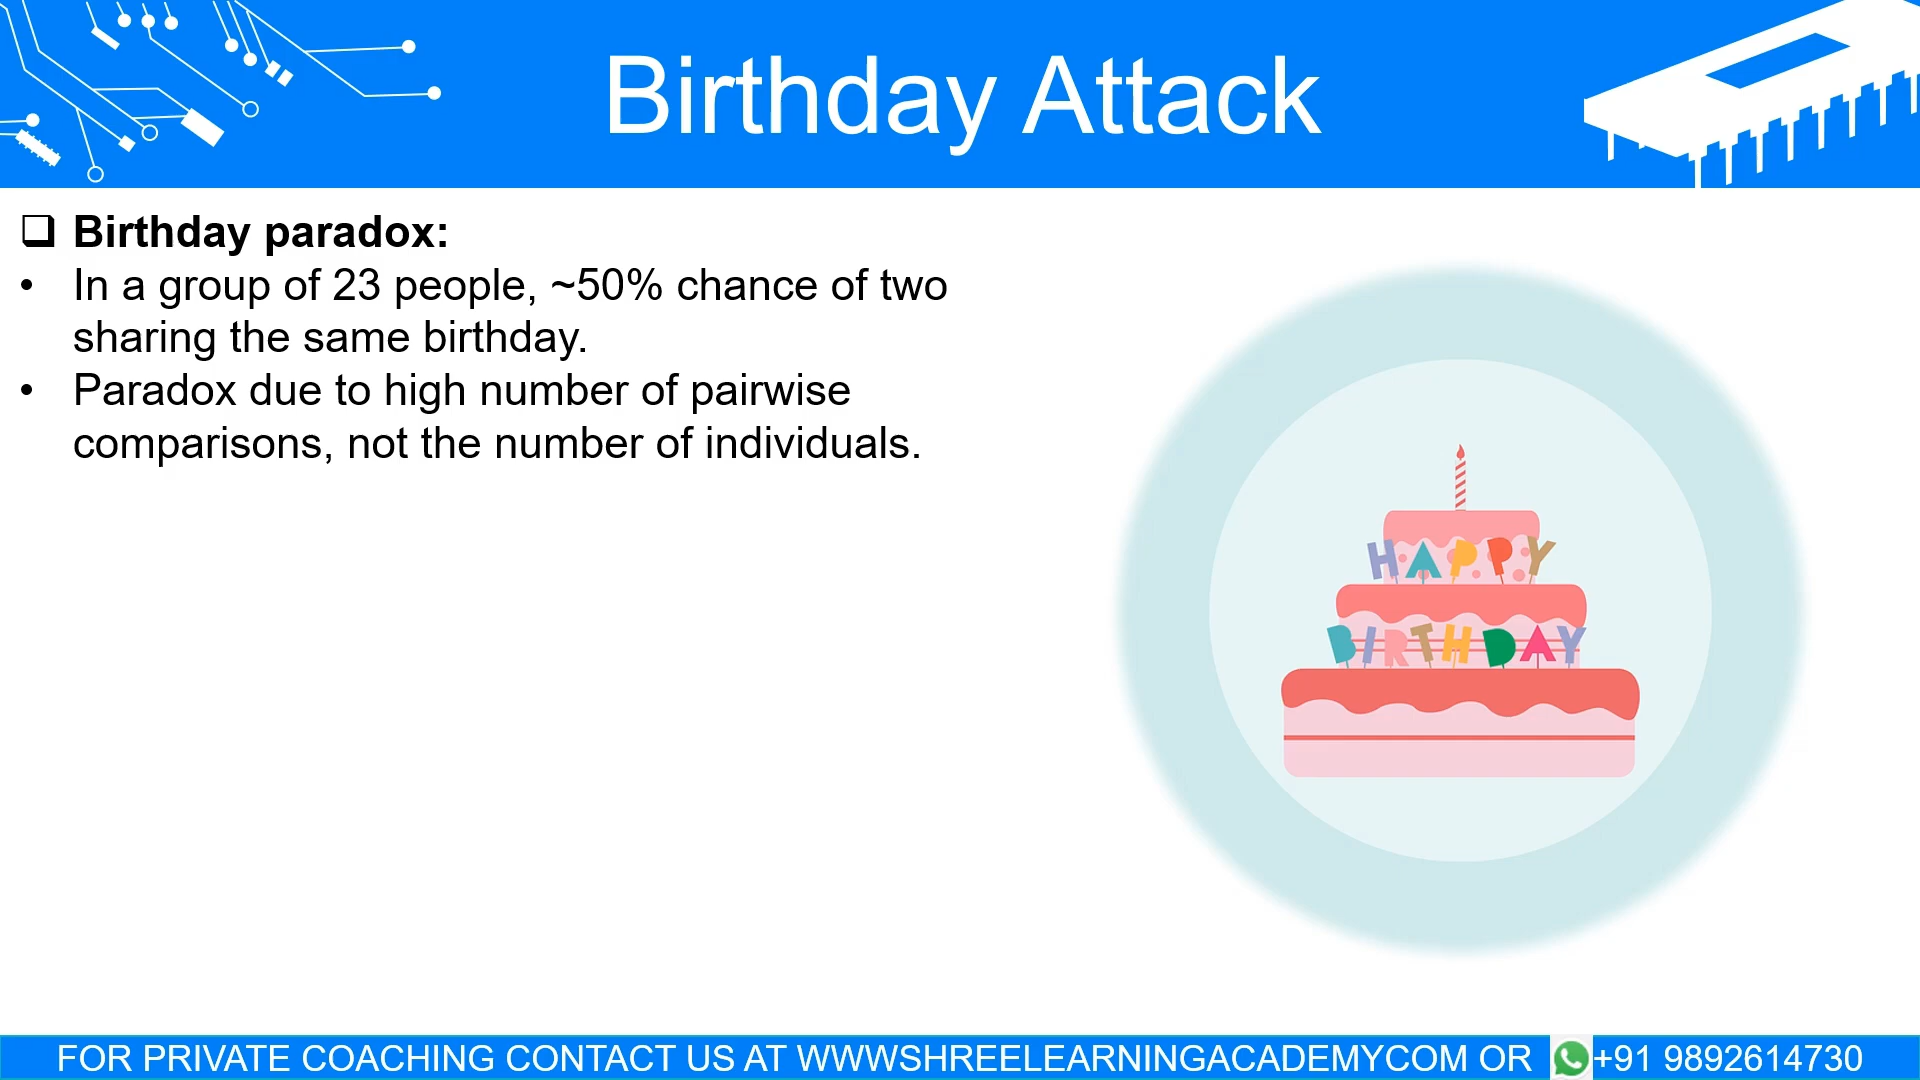 Birthday Attack
❑ Birthday paradox:
• In a group of 23 people, ~50% chance of two
sharing the same birthday.
• Paradox due to high number of pairwise
comparisons, not the number of individuals.
HAPPY
BIRTHDAY
FOR PRIVATE COACHING CONTACT US AT WWWSHREELEARNINGACADEMYCOM OR +91 9892614730